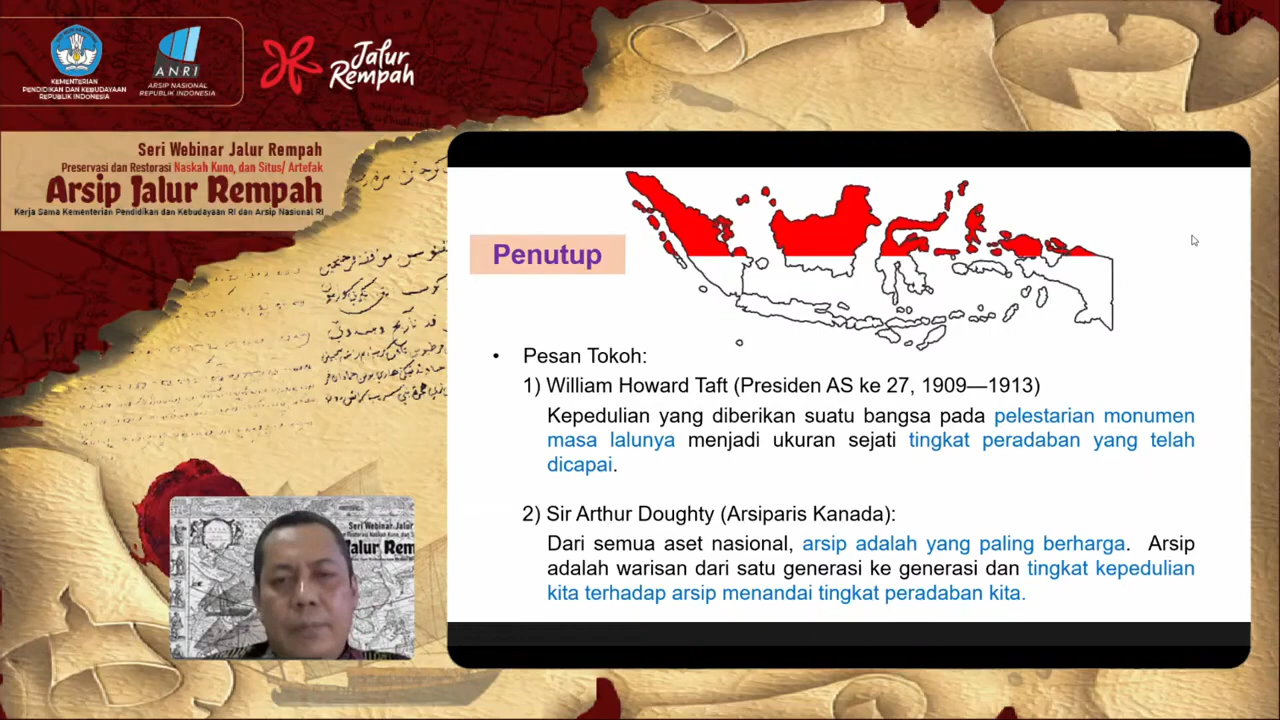 KEMENTERIAN
PENDIDIKAN DAN KEBUDAYAAN
REPUBLIK INDONESIA
ANRI
ARSIP NASIONAL
REPUBLIK INDONESIA
Jalur
Rempah
Seri Webinar Jalur Rempah
Preservasi dan Restorasi Naskah Kuno, dan Situs/ Artefak
Arsip Jalur Rempah
Kerja Sama Kementerian Pendidikan dan Kebudayaan RI dan Arsip Nasional RI
Penutup
• Pesan Tokoh:
1) William Howard Taft (Presiden AS ke 27, 1909—1913)
Kepedulian yang diberikan suatu bangsa pada pelestarian monumen
masa lalunya menjadi ukuran sejati tingkat peradaban yang telah
dicapai.
2) Sir Arthur Doughty (Arsiparis Kanada):
Dari semua aset nasional, arsip adalah yang paling berharga. Arsip
adalah warisan dari satu generasi ke generasi dan tingkat kepedulian
kita terhadap arsip menandai tingkat peradaban kita.
Seri Webinar Jalur